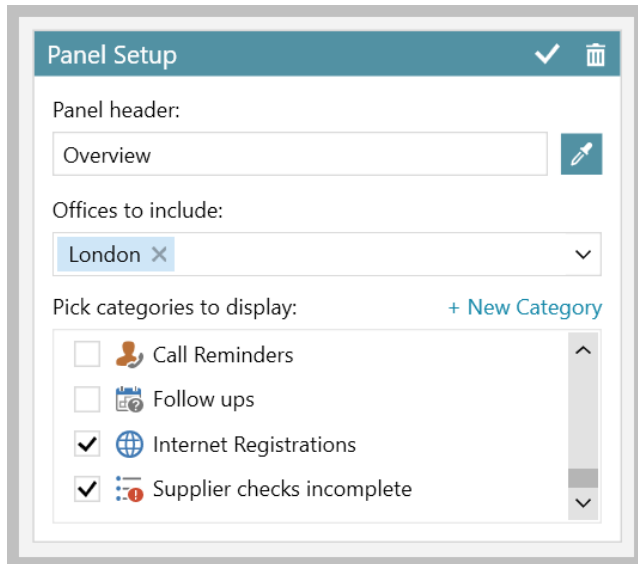 Panel Setup
Panel header:
Overview
Offices to include:
London
Pick categories to display: + New Category
Call Reminders
Follow ups
Internet Registrations
Supplier checks incomplete